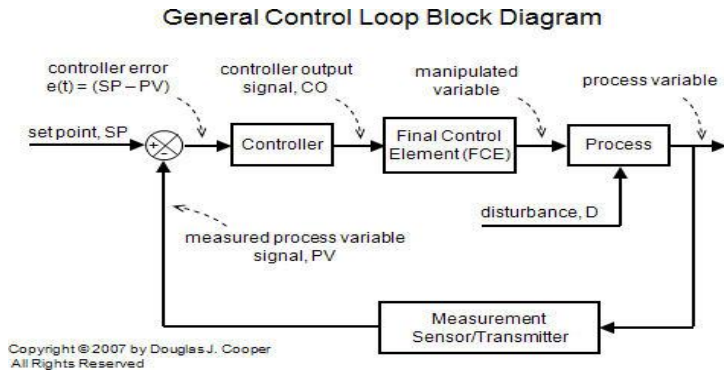 General Control Loop Block Diagram
controller error
e(t) = (SP – PV)
controller output
signal, CO
manipulated
variable
process variable
set point, SP
+
-
Controller
Final Control
Element (FCE)
Process
disturbance, D
measured process variable
signal, PV
Measurement
Sensor/Transmitter
Copyright © 2007 by Douglas J. Cooper
All Rights Reserved